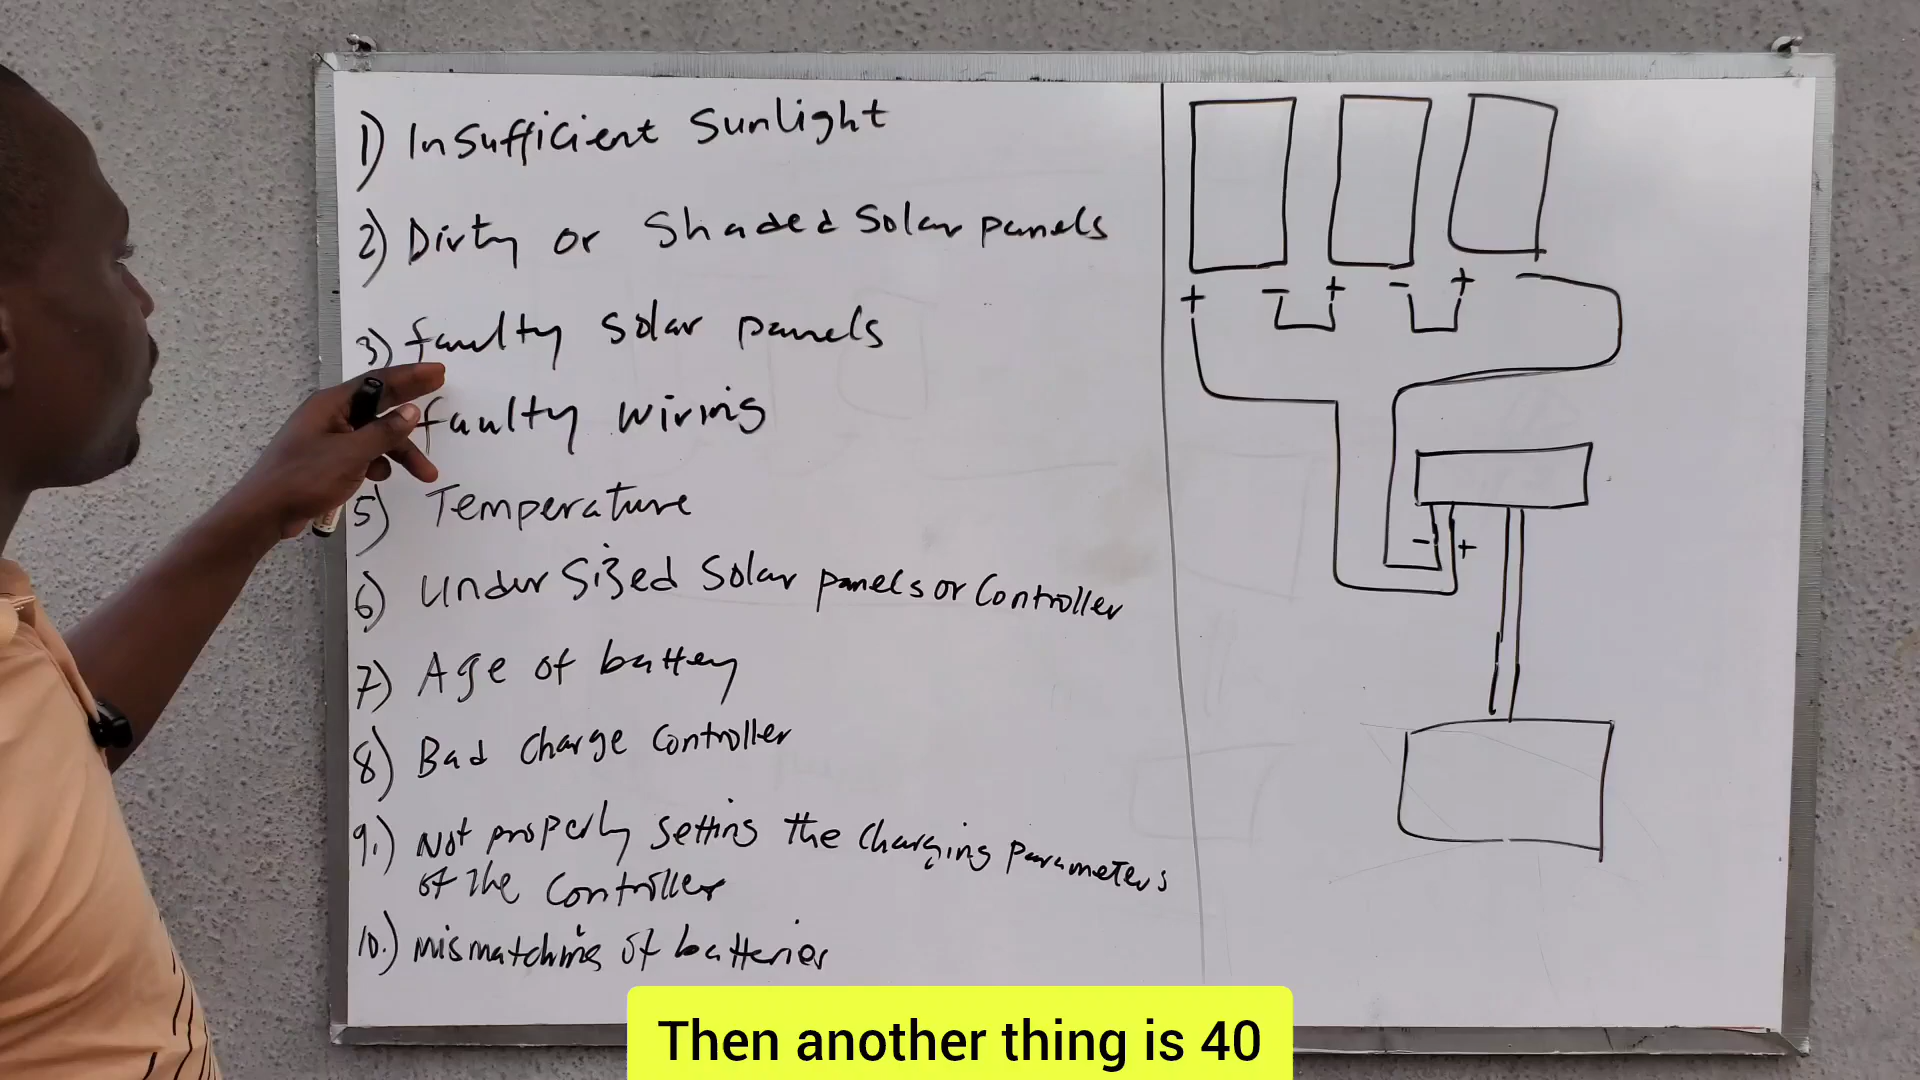 1) Insufficient Sunlight
2) Dirty or Shaded Solar panels
3) faulty solar panels
faulty wiring
5) Temperature
6) Under Sized Solar panels or Controller
7) Age of battery
8) Bad Charge Controller
9.) Not properly setting the Charging Parameters
of the Controller
10.) mismatching of batteries
+ - + - +
- +
Then another thing is 40